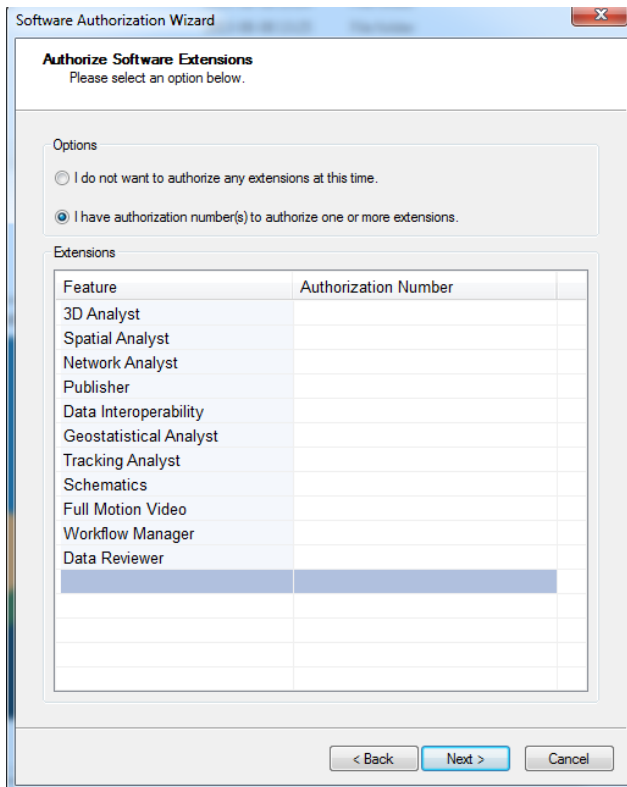 Software Authorization Wizard
Authorize Software Extensions
Please select an option below.
Options
I do not want to authorize any extensions at this time.
I have authorization number(s) to authorize one or more extensions.
Extensions
Feature Authorization Number
3D Analyst
Spatial Analyst
Network Analyst
Publisher
Data Interoperability
Geostatistical Analyst
Tracking Analyst
Schematics
Full Motion Video
Workflow Manager
Data Reviewer
< Back Next > Cancel